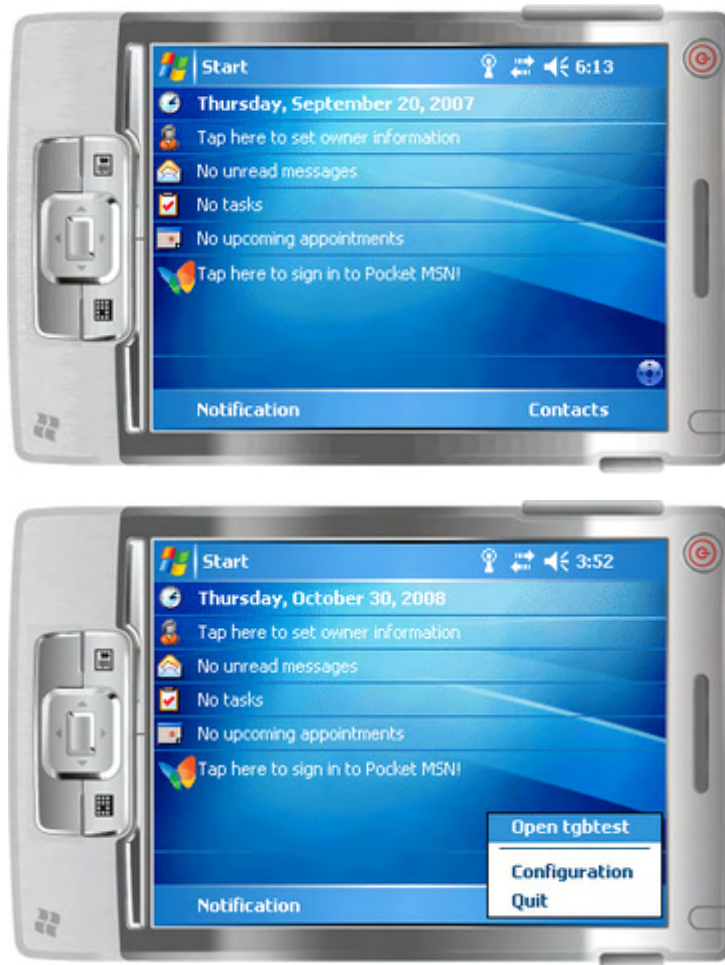 Start 6:13
Thursday, September 20, 2007
Tap here to set owner information
No unread messages
No tasks
No upcoming appointments
Tap here to sign in to Pocket MSN!
Notification Contacts
Start 3:52
Thursday, October 30, 2008
Tap here to set owner information
No unread messages
No tasks
No upcoming appointments
Tap here to sign in to Pocket MSN!
Open tgbtest
Configuration
Quit
Notification